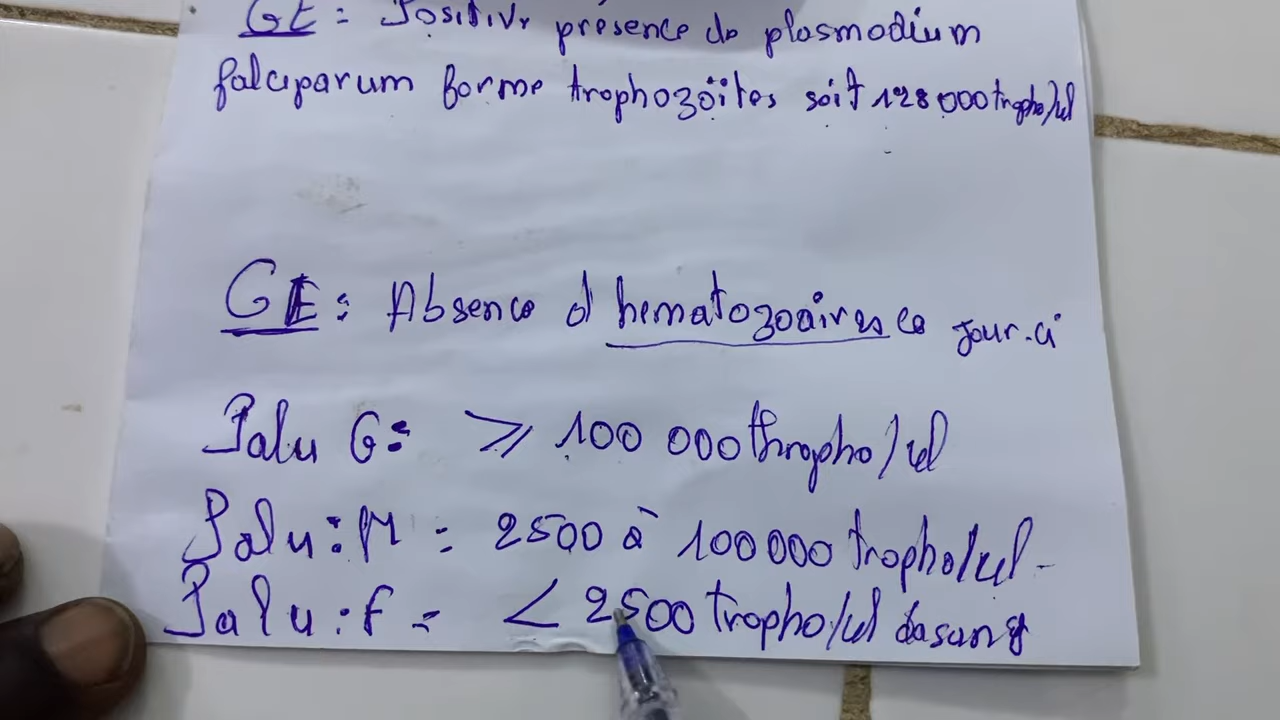 GE : Positive présence de plasmodium
falciparum forme trophozoïtes soit 128 000 tropho/ul
GE : Absence d'hematozoaires ce jour-ci
Palu G : ⩾ 100 000 thropho/ul
Palu : M = 2500 à 100 000 tropho/ul -
Palu : f = < 2500 tropho/ul de sang